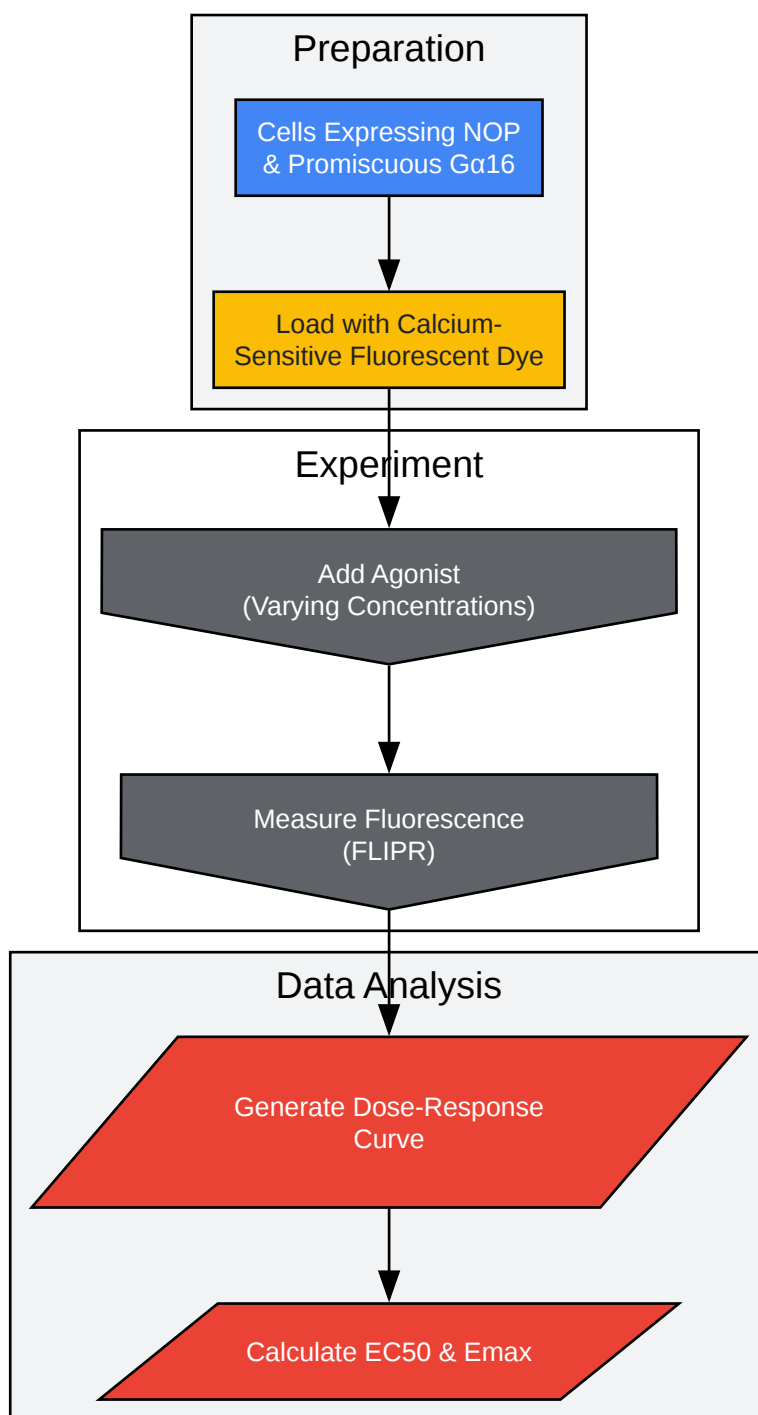 Preparation
Cells Expressing NOP
& Promiscuous Gα16
Load with Calcium-
Sensitive Fluorescent Dye
Experiment
Add Agonist
(Varying Concentrations)
Measure Fluorescence
(FLIPR)
Data Analysis
Generate Dose-Response
Curve
Calculate EC50 & Emax